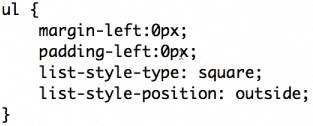 ul {
margin-left:0px;
padding-left:0px;
list-style-type: square;
list-style-position: outside;
}